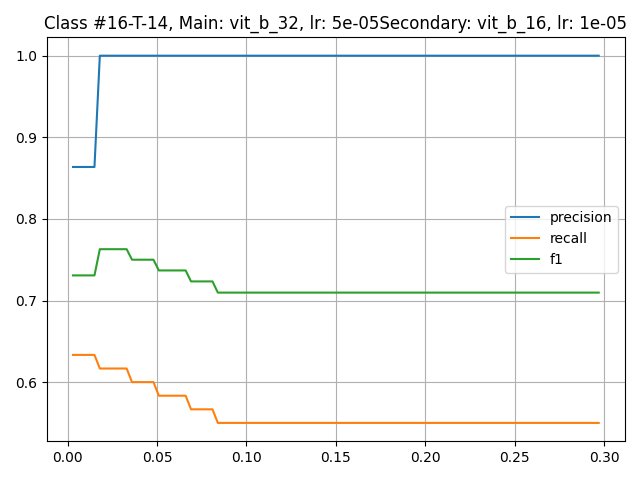 Class #16-T-14, Main: vit_b_32, lr: 5e-05Secondary: vit_b_16, lr: 1e-05
1.0
0.9
0.8
0.7
0.6
precision
recall
f1
0.00 0.05 0.10 0.15 0.20 0.25 0.30